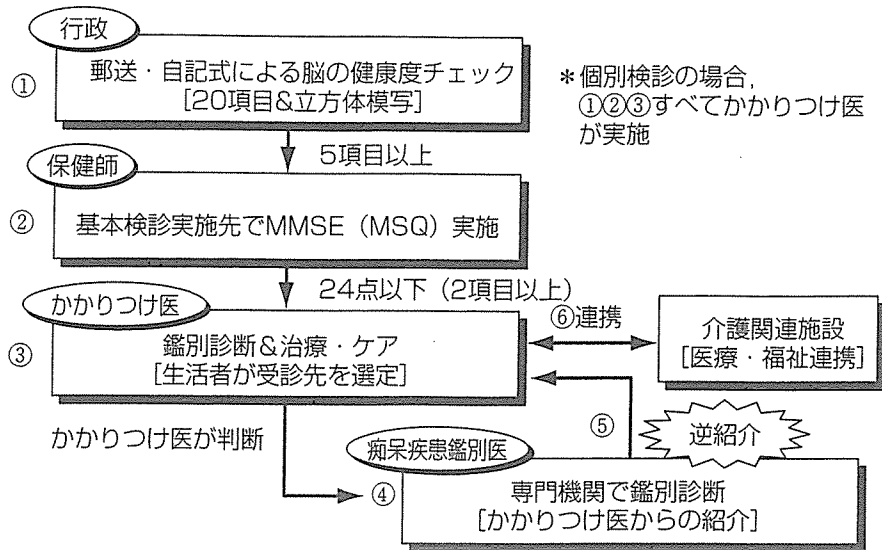 行政
① 郵送・自記式による脳の健康度チェック
[20項目&立方体模写]
＊個別検診の場合,
①②③すべてかかりつけ医
が実施
5項目以上
保健師
② 基本検診実施先でMMSE（MSQ）実施
24点以下（2項目以上）
かかりつけ医
③ 鑑別診断&治療・ケア
[生活者が受診先を選定]
⑥連携
介護関連施設
[医療・福祉連携]
かかりつけ医が判断
⑤
逆紹介
痴呆疾患鑑別医
④ 専門機関で鑑別診断
[かかりつけ医からの紹介]